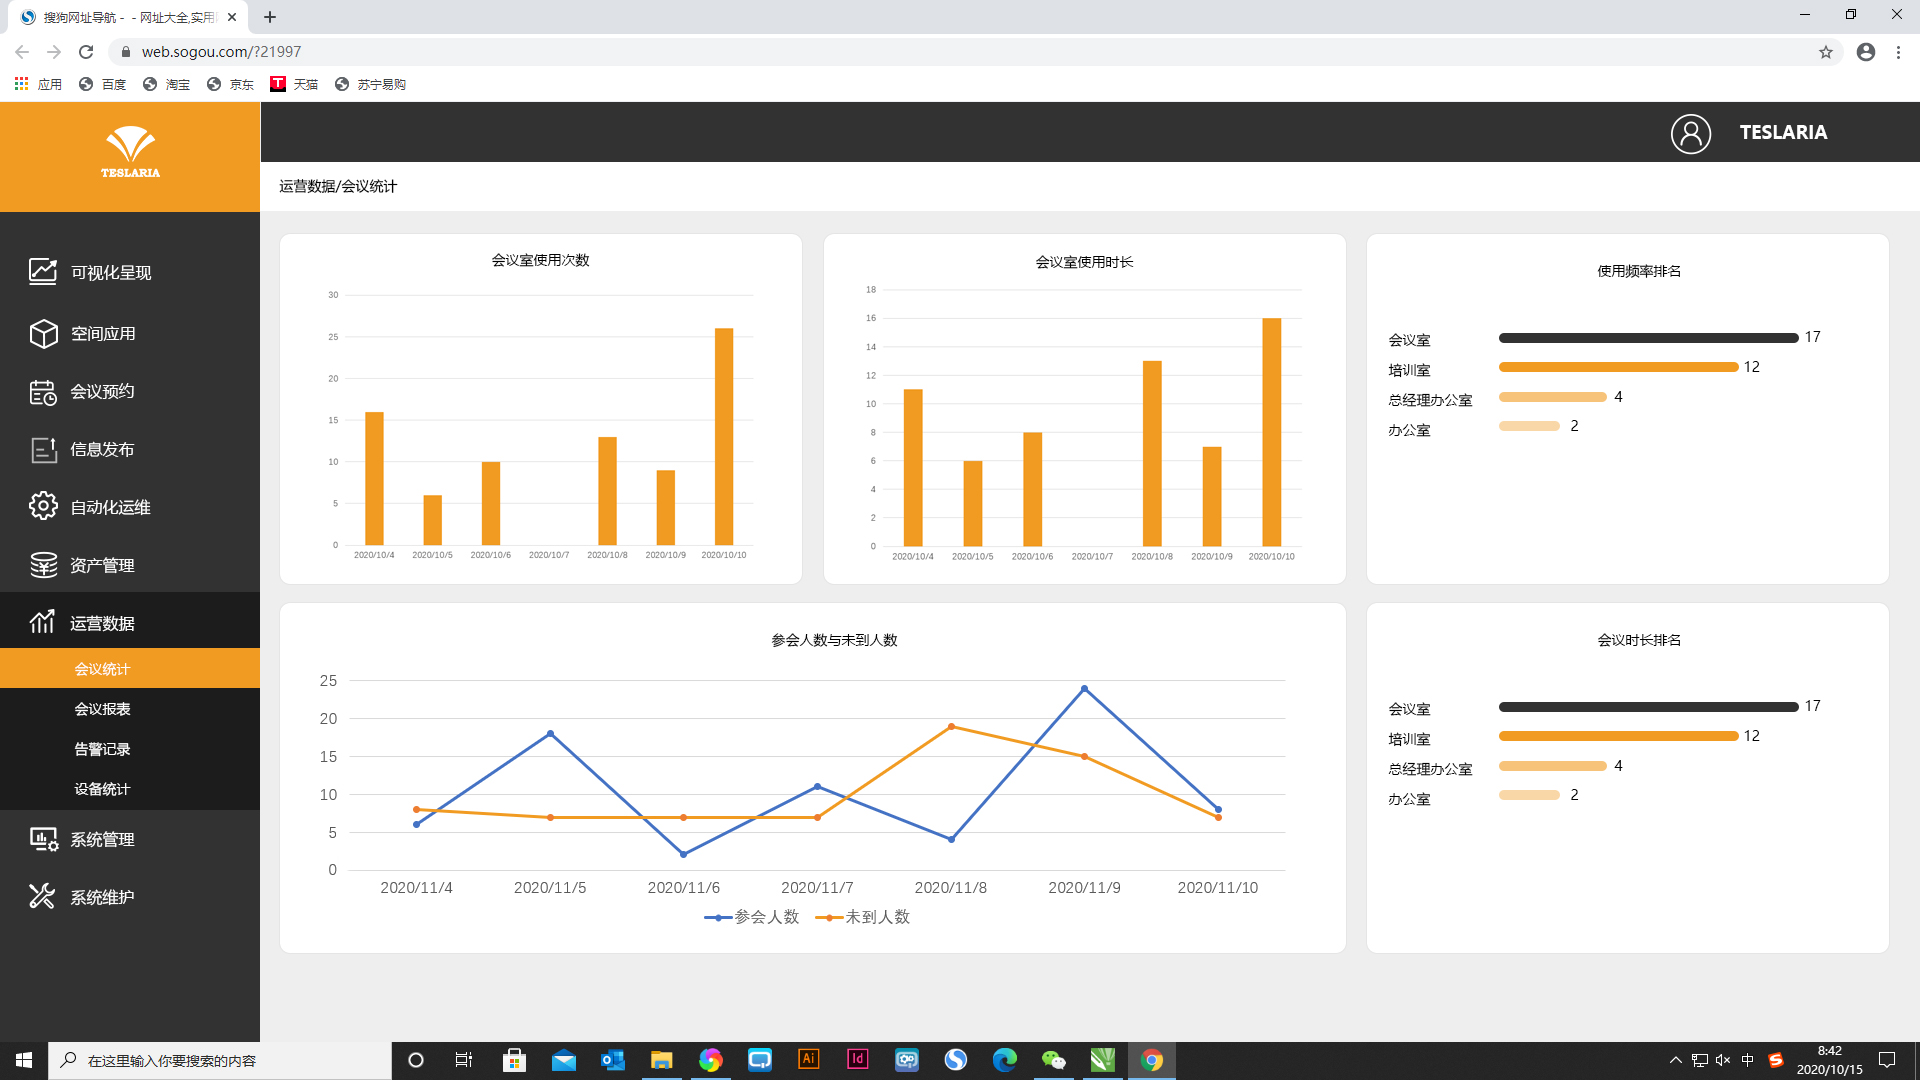 搜狗网址导航 - - 网址大全,实用
web.sogou.com/?21997
应用 百度 淘宝 京东 天猫 苏宁易购
TESLARIA
TESLARIA
运营数据/会议统计
可视化呈现
空间应用
会议预约
信息发布
自动化运维
资产管理
运营数据
会议统计
会议报表
告警记录
设备统计
系统管理
系统维护
会议室使用次数
30
25
20
15
10
5
0
2020/10/4 2020/10/5 2020/10/6 2020/10/7 2020/10/8 2020/10/9 2020/10/10
会议室使用时长
18
16
14
12
10
8
6
4
2
0
2020/10/4 2020/10/5 2020/10/6 2020/10/7 2020/10/8 2020/10/9 2020/10/10
使用频率排名
会议室 17
培训室 12
总经理办公室 4
办公室 2
参会人数与未到人数
25
20
15
10
5
0
2020/11/4 2020/11/5 2020/11/6 2020/11/7 2020/11/8 2020/11/9 2020/11/10
参会人数 未到人数
会议时长排名
会议室 17
培训室 12
总经理办公室 4
办公室 2
在这里输入你要搜索的内容
Ai
Id
中
8:42
2020/10/15